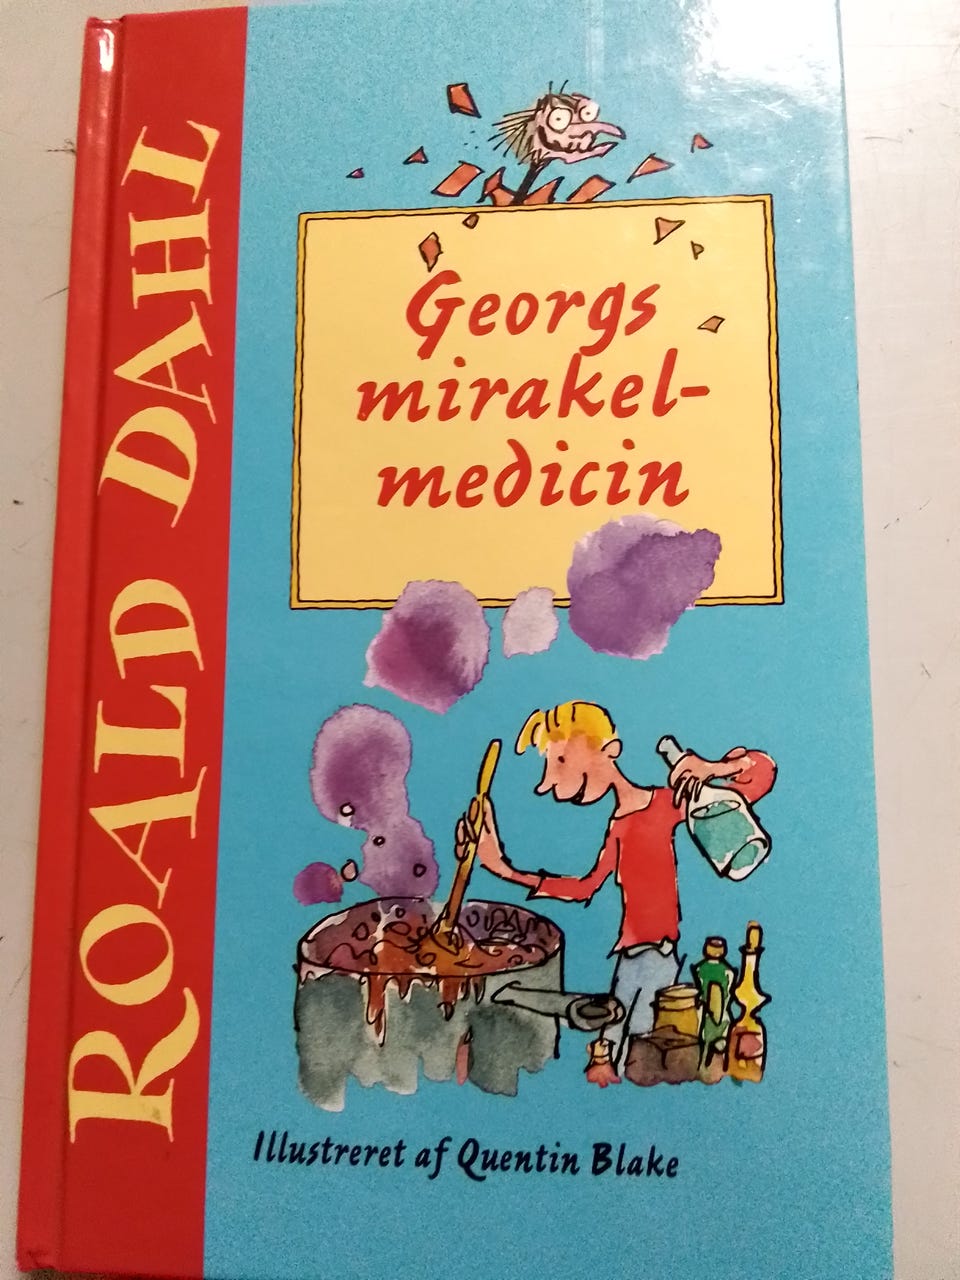 ROALD DAHL
Georgs
mirakel-
medicin
Illustreret af Quentin Blake